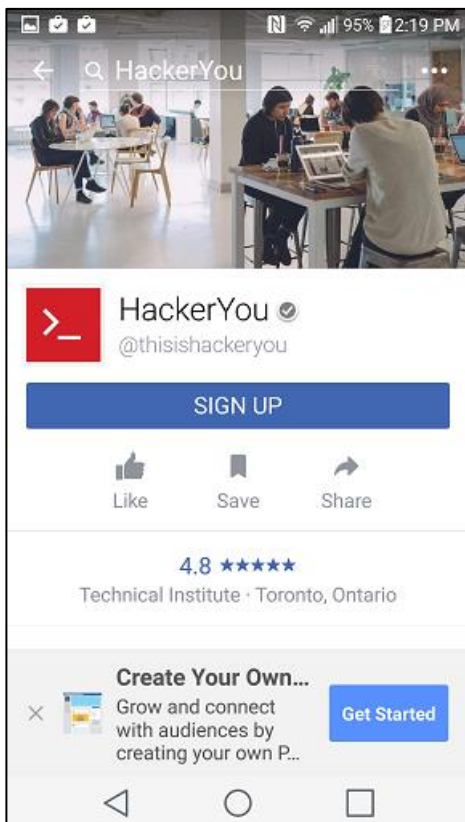 95% 2:19 PM
HackerYou
HackerYou
@thisishackeryou
SIGN UP
Like Save Share
4.8 ★★★★★
Technical Institute · Toronto, Ontario
Create Your Own...
Grow and connect
with audiences by
creating your own P...
Get Started